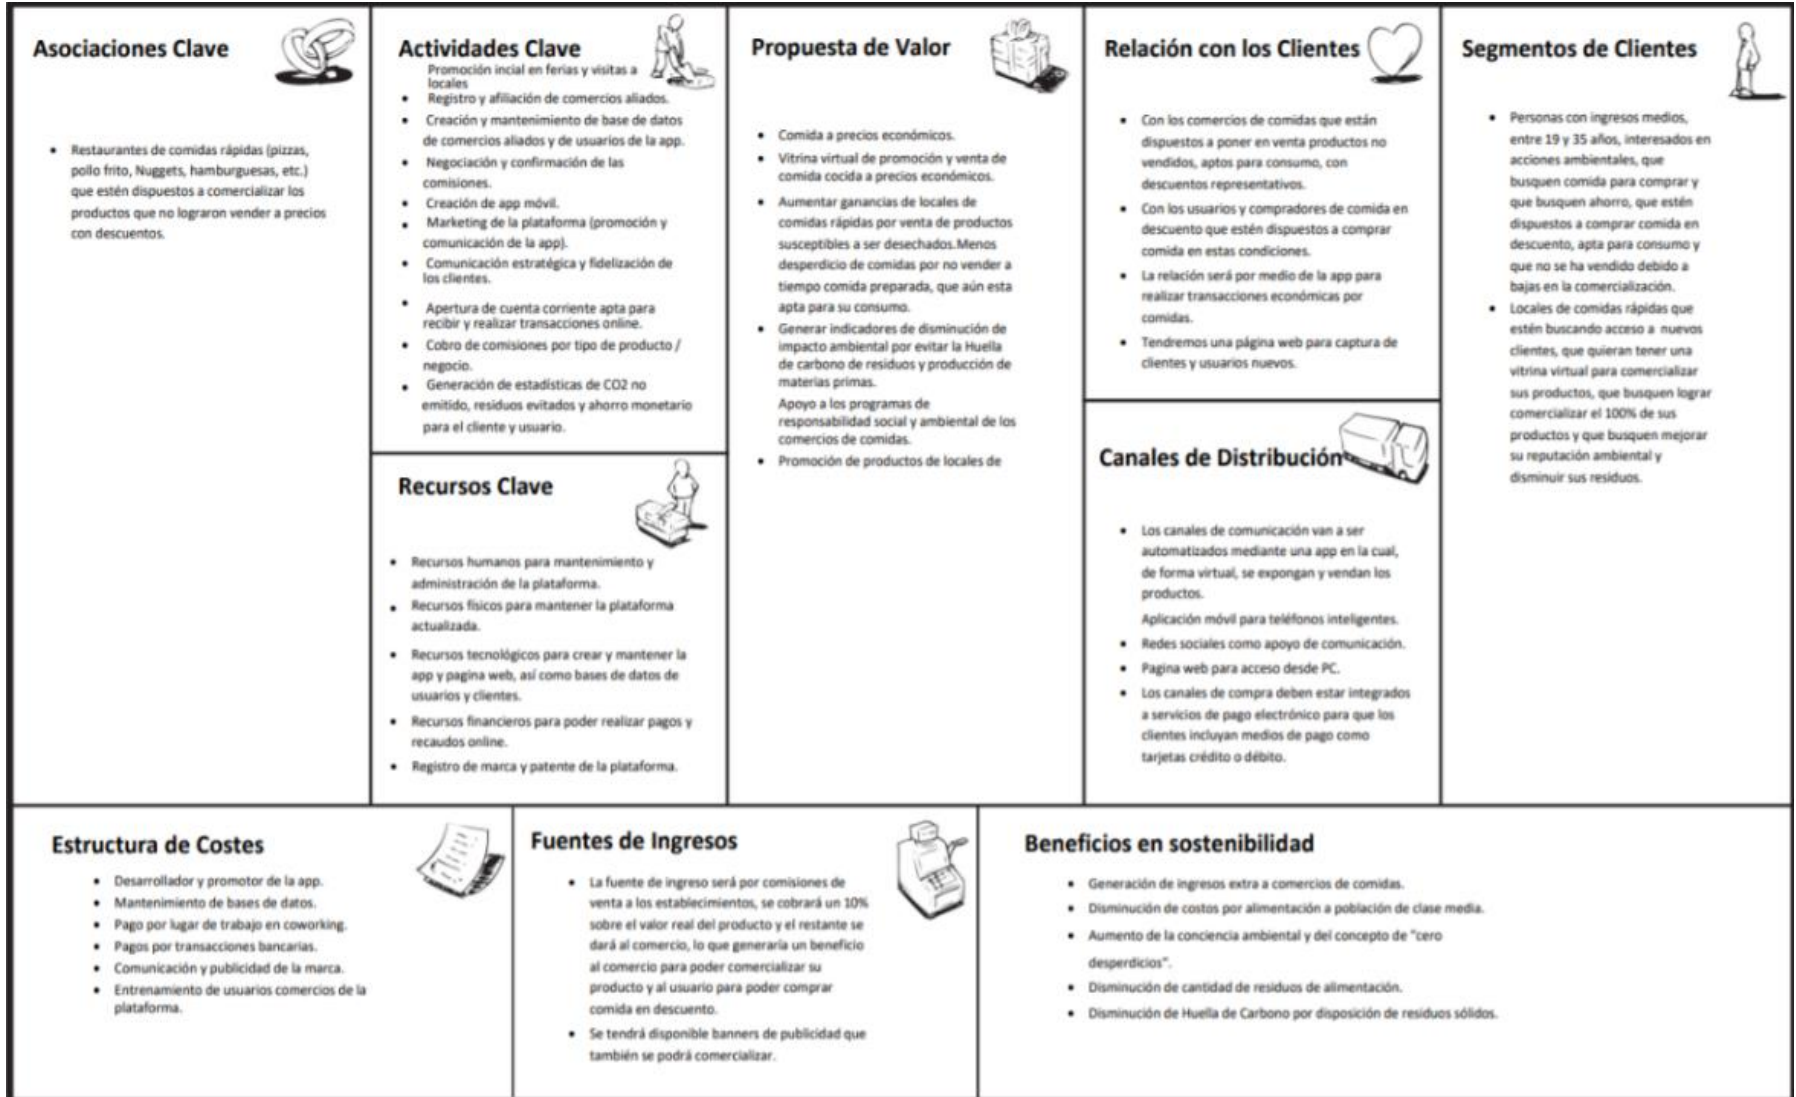 Asociaciones Clave
Restaurantes de comidas rápidas (pizzas,
pollo frito, Nuggets, hamburguesas, etc.)
que estén dispuestos a comercializar los
productos que no lograron vender a precios
con descuentos.
Actividades Clave
Promoción incial en ferias y visitas a
locales
Registro y afiliación de comercios aliados.
Creación y mantenimiento de base de datos
de comercios aliados y de usuarios de la app.
Negociación y confirmación de las
comisiones.
Creación de app móvil.
Marketing de la plataforma (promoción y
comunicación de la app).
Comunicación estratégica y fidelización de
los clientes.
Apertura de cuenta corriente apta para
recibir y realizar transacciones online.
Cobro de comisiones por tipo de producto /
negocio.
Generación de estadísticas de CO2 no
emitido, residuos evitados y ahorro monetario
para el cliente y usuario.
Recursos Clave
Recursos humanos para mantenimiento y
administración de la plataforma.
Recursos físicos para mantener la plataforma
actualizada.
Recursos tecnológicos para crear y mantener la
app y pagina web, así como bases de datos de
usuarios y clientes.
Recursos financieros para poder realizar pagos y
recaudos online.
Registro de marca y patente de la plataforma.
Propuesta de Valor
Comida a precios económicos.
Vitrina virtual de promoción y venta de
comida cocida a precios económicos.
Aumentar ganancias de locales de
comidas rápidas por venta de productos
susceptibles a ser desechados.Menos
desperdicio de comidas por no vender a
tiempo comida preparada, que aún esta
apta para su consumo.
Generar indicadores de disminución de
impacto ambiental por evitar la Huella
de carbono de residuos y producción de
materias primas.
Apoyo a los programas de
responsabilidad social y ambiental de los
comercios de comidas.
Promoción de productos de locales de
Relación con los Clientes
Con los comercios de comidas que están
dispuestos a poner en venta productos no
vendidos, aptos para consumo, con
descuentos representativos.
Con los usuarios y compradores de comida en
descuento que estén dispuestos a comprar
comida en estas condiciones.
La relación será por medio de la app para
realizar transacciones económicas por
comidas.
Tendremos una página web para captura de
clientes y usuarios nuevos.
Canales de Distribución
Los canales de comunicación van a ser
automatizados mediante una app en la cual,
de forma virtual, se expongan y vendan los
productos.
Aplicación móvil para teléfonos inteligentes.
Redes sociales como apoyo de comunicación.
Pagina web para acceso desde PC.
Los canales de compra deben estar integrados
a servicios de pago electrónico para que los
clientes incluyan medios de pago como
tarjetas crédito o débito.
Segmentos de Clientes
Personas con ingresos medios,
entre 19 y 35 años, interesados en
acciones ambientales, que
busquen comida para comprar y
que busquen ahorro, que estén
dispuestos a comprar comida en
descuento, apta para consumo y
que no se ha vendido debido a
bajas en la comercialización.
Locales de comidas rápidas que
estén buscando acceso a nuevos
clientes, que quieran tener una
vitrina virtual para comercializar
sus productos, que busquen lograr
comercializar el 100% de sus
productos y que busquen mejorar
su reputación ambiental y
disminuir sus residuos.
Estructura de Costes
Desarrollador y promotor de la app.
Mantenimiento de bases de datos.
Pago por lugar de trabajo en coworking.
Pagos por transacciones bancarias.
Comunicación y publicidad de la marca.
Entrenamiento de usuarios comercios de la
plataforma.
Fuentes de Ingresos
La fuente de ingreso será por comisiones de
venta a los establecimientos, se cobrará un 10%
sobre el valor real del producto y el restante se
dará al comercio, lo que generaría un beneficio
al comercio para poder comercializar su
producto y al usuario para poder comprar
comida en descuento.
Se tendrá disponible banners de publicidad que
también se podrá comercializar.
Beneficios en sostenibilidad
Generación de ingresos extra a comercios de comidas.
Disminución de costos por alimentación a población de clase media.
Aumento de la conciencia ambiental y del concepto de "cero
desperdicios".
Disminución de cantidad de residuos de alimentación.
Disminución de Huella de Carbono por disposición de residuos sólidos.